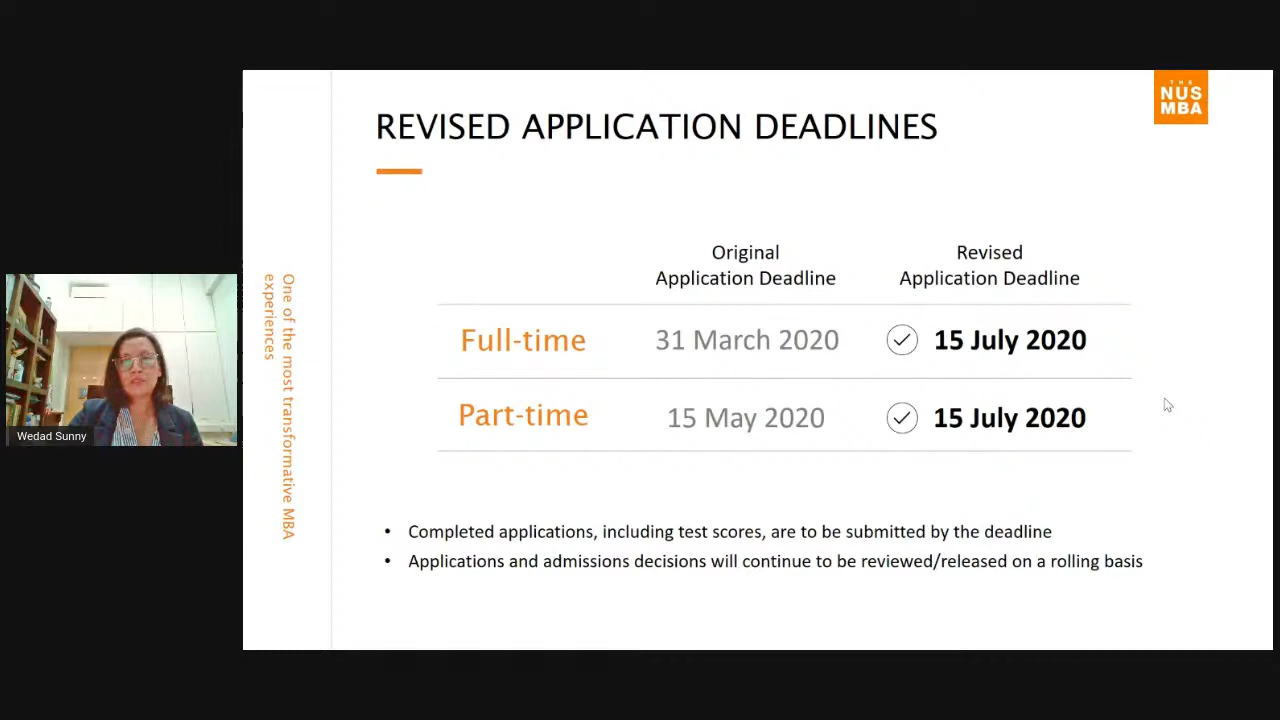 THE
NUS
MBA
REVISED APPLICATION DEADLINES
One of the most transformative MBA
experiences
Original
Application Deadline
Revised
Application Deadline
Full-time
31 March 2020
15 July 2020
Part-time
15 May 2020
15 July 2020
• Completed applications, including test scores, are to be submitted by the deadline
• Applications and admissions decisions will continue to be reviewed/released on a rolling basis
Wedad Sunny